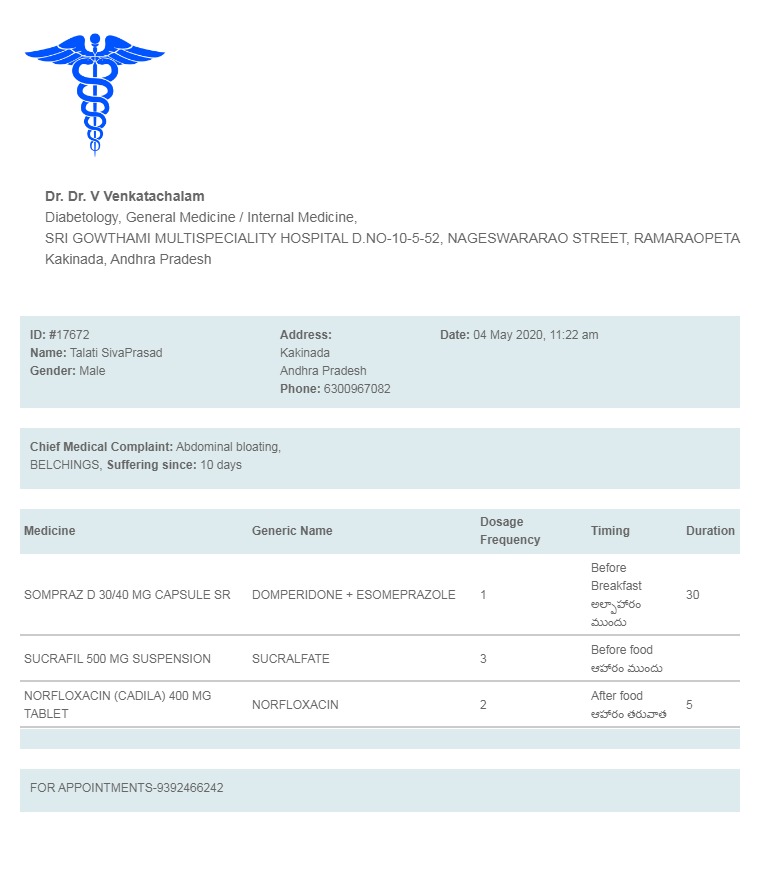 Dr. Dr. V Venkatachalam
Diabetology, General Medicine / Internal Medicine,
SRI GOWTHAMI MULTISPECIALITY HOSPITAL D.NO-10-5-52, NAGESWARARAO STREET, RAMARAOPETA
Kakinada, Andhra Pradesh
ID: #17672
Name: Talati SivaPrasad
Gender: Male
Address:
Kakinada
Andhra Pradesh
Phone: 6300967082
Date: 04 May 2020, 11:22 am
Chief Medical Complaint: Abdominal bloating,
BELCHINGS, Suffering since: 10 days
Medicine Generic Name Dosage Frequency Timing Duration
SOMPRAZ D 30/40 MG CAPSULE SR DOMPERIDONE + ESOMEPRAZOLE 1 Before Breakfast అల్పాహారం ముందు 30
SUCRAFIL 500 MG SUSPENSION SUCRALFATE 3 Before food ఆహారం ముందు
NORFLOXACIN (CADILA) 400 MG TABLET NORFLOXACIN 2 After food ఆహారం తరువాత 5
FOR APPOINTMENTS-9392466242